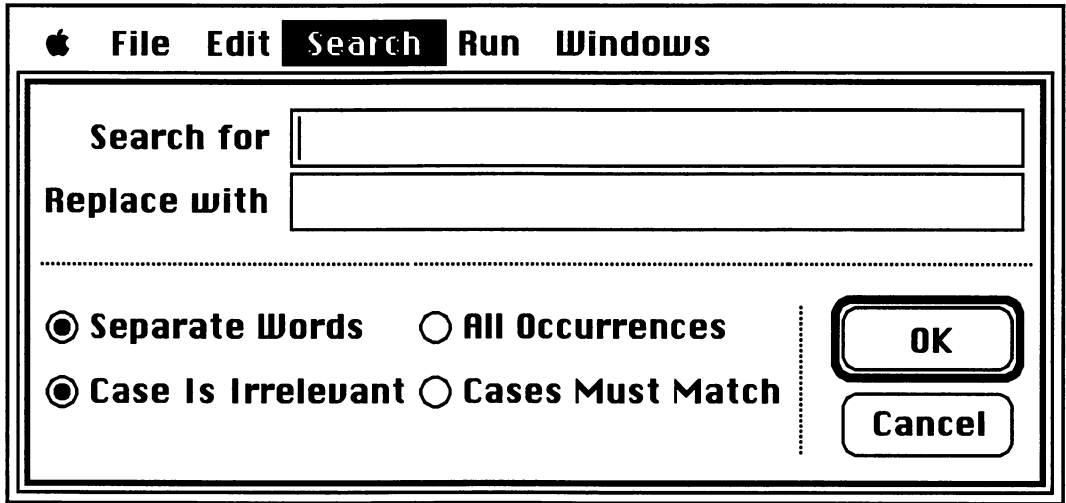 File Edit Search Run Windows
Search for
Replace with
Separate Words All Occurrences
OK
Case Is Irrelevant Cases Must Match
Cancel